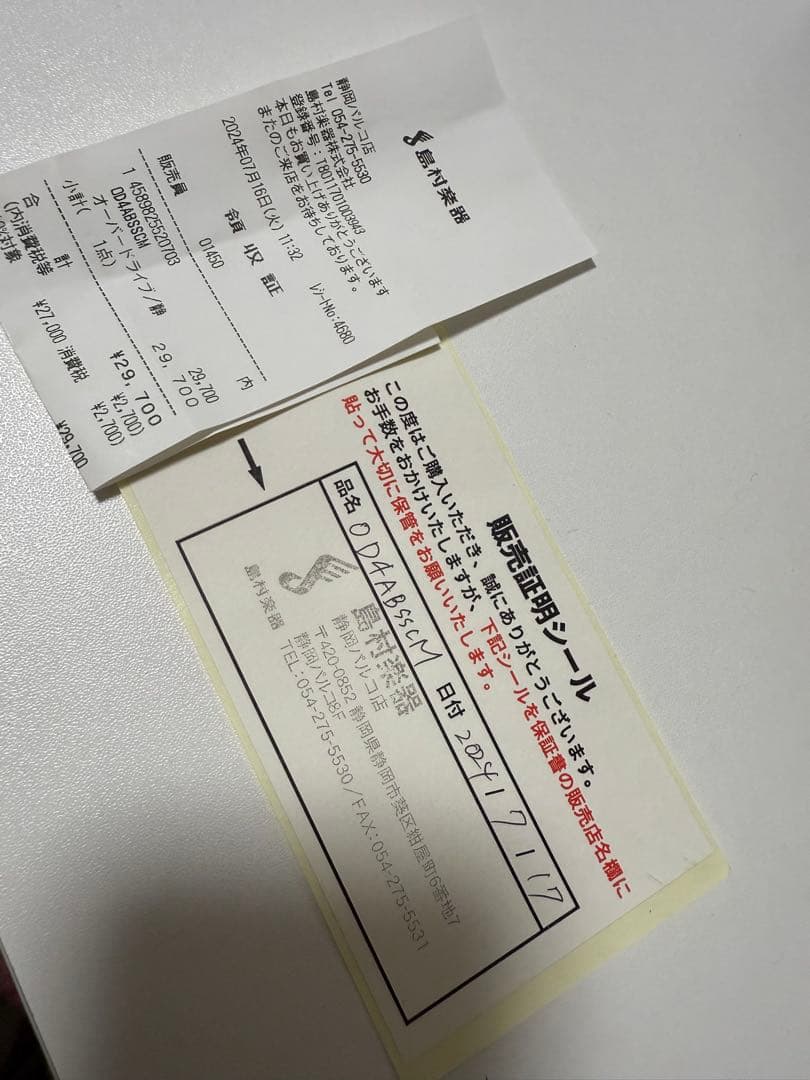 島村楽器
静岡パルコ店
Tel 054-275-5530
島村楽器株式会社
登録番号：T8011701003943
本日もお買い上げありがとうございます
またのご来店をお待ちしております。
領 収 証
2024年07月16日(火) 11:32 ﾚｼｰﾄNo:4680
販売員 01450
1 4589825520703 29,700 内
OD4ABSSCM 29,700
オーバードライブ/静
小計( 1点) ¥29,700
(¥2,700)
合 計 ¥29,700
(内消費税等 ¥2,700)
対象 ¥27,000 消費税
販売証明シール
この度はご購入いただき、誠にありがとうございます。
お手数をおかけいたしますが、下記シールを保証書の販売店名欄に
貼って大切に保管をお願いいたします。
品名 OD4ABSSCM 日付 2024/7/17
島村楽器
島村楽器
静岡パルコ店
〒420-0852 静岡県静岡市葵区紺屋町6番地7
静岡パルコ8F
TEL:054-275-5530/FAX:054-275-5531